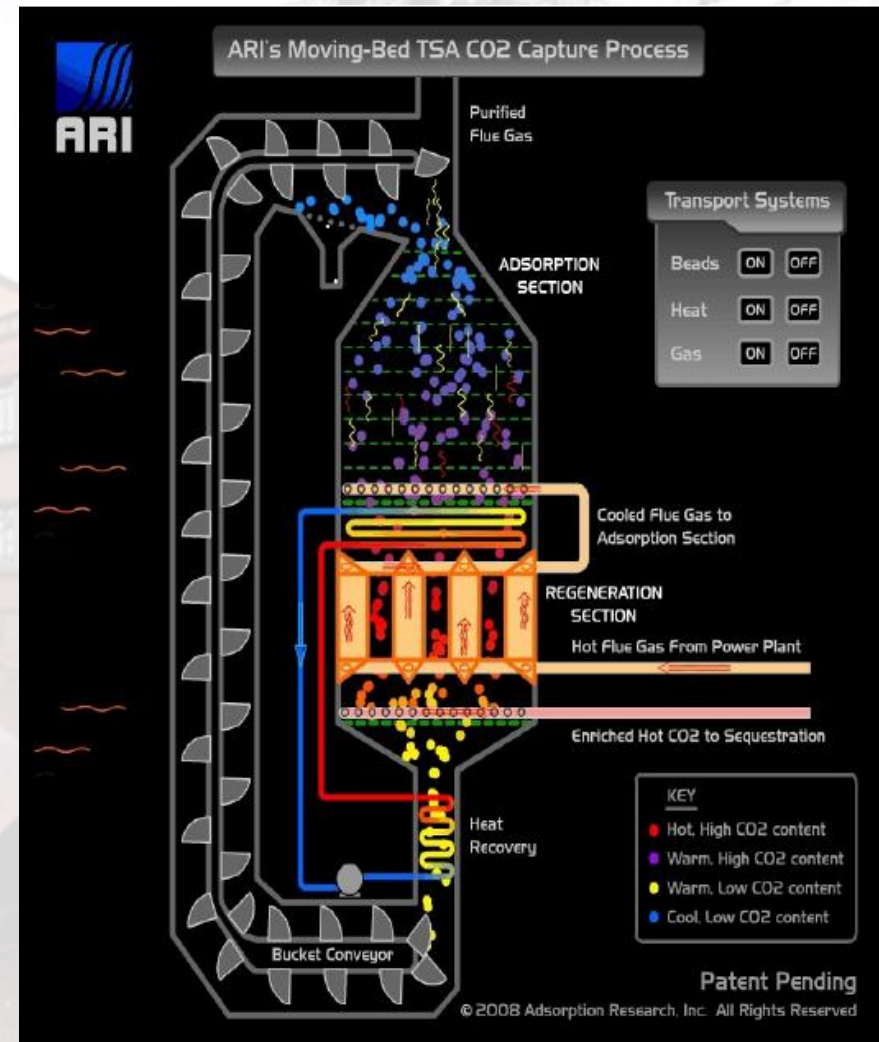 ARI's Moving-Bed TSA CO2 Capture Process
ARI
Purified
Flue Gas
Transport Systems
Beads ON OFF
Heat ON OFF
Gas ON OFF
ADSORPTION
SECTION
Cooled Flue Gas to
Adsorption Section
REGENERATION
SECTION
Hot Flue Gas From Power Plant
Enriched Hot CO2 to Sequestration
Heat
Recovery
KEY
Hot, High CO2 content
Warm, High CO2 content
Warm, Low CO2 content
Cool, Low CO2 content
Bucket Conveyor
Patent Pending
© 2008 Adsorption Research, Inc. All Rights Reserved